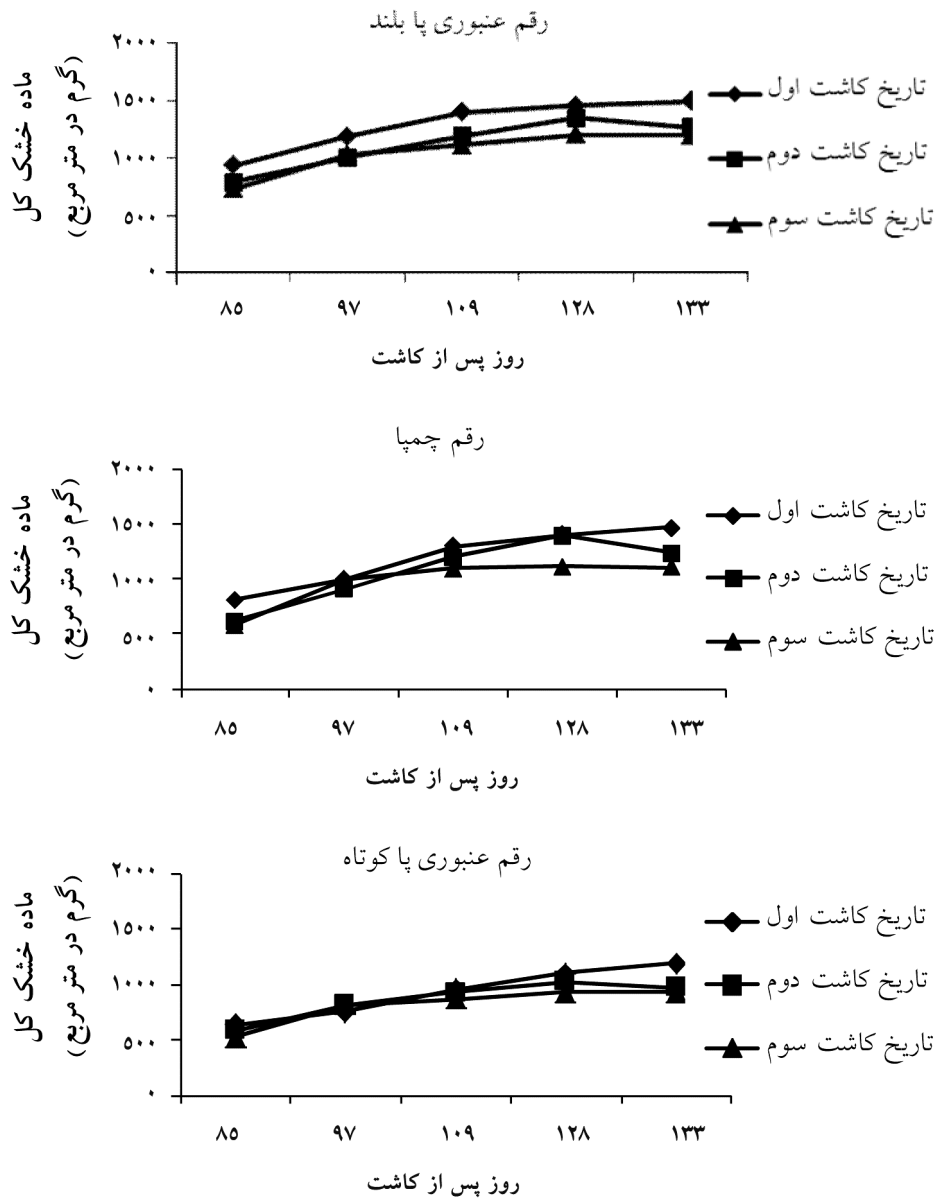 رقم عنبوری پا بلند
ماده خشک کل
(گرم در متر مربع)
۲۰۰۰
۱۵۰۰
۱۰۰۰
۵۰۰
۰
۸۵ ۹۷ ۱۰۹ ۱۲۸ ۱۳۳
روز پس از کاشت
تاریخ کاشت اول
تاریخ کاشت دوم
تاریخ کاشت سوم
رقم چمپا
ماده خشک کل
(گرم در متر مربع)
۲۰۰۰
۱۵۰۰
۱۰۰۰
۵۰۰
۰
۸۵ ۹۷ ۱۰۹ ۱۲۸ ۱۳۳
روز پس از کاشت
تاریخ کاشت اول
تاریخ کاشت دوم
تاریخ کاشت سوم
رقم عنبوری پا کوتاه
ماده خشک کل
(گرم در متر مربع)
۲۰۰۰
۱۵۰۰
۱۰۰۰
۵۰۰
۰
۸۵ ۹۷ ۱۰۹ ۱۲۸ ۱۳۳
روز پس از کاشت
تاریخ کاشت اول
تاریخ کاشت دوم
تاریخ کاشت سوم